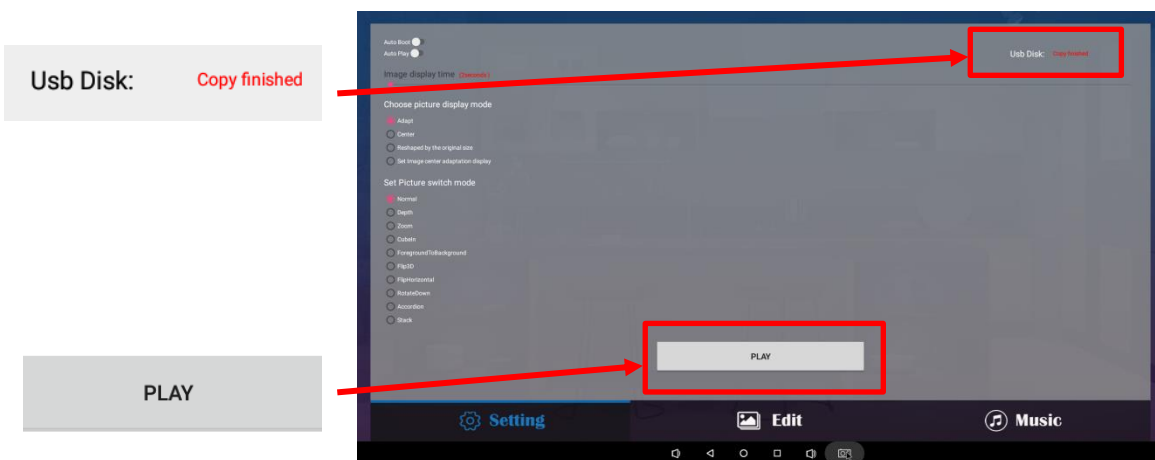 Usb Disk: Copy finished
PLAY
Auto Boot
Auto Play
Usb Disk: Copy finished
Image display time
Choose picture display mode
Adapt
Center
Reshaped by the original size
Set Image center adaptation display
Set Picture switch mode
Normal
Depth
Zoom
CubeIn
ForegroundToBackground
Flip3D
FlipHorizontal
RotateDown
Accordion
Stack
PLAY
Setting Edit Music